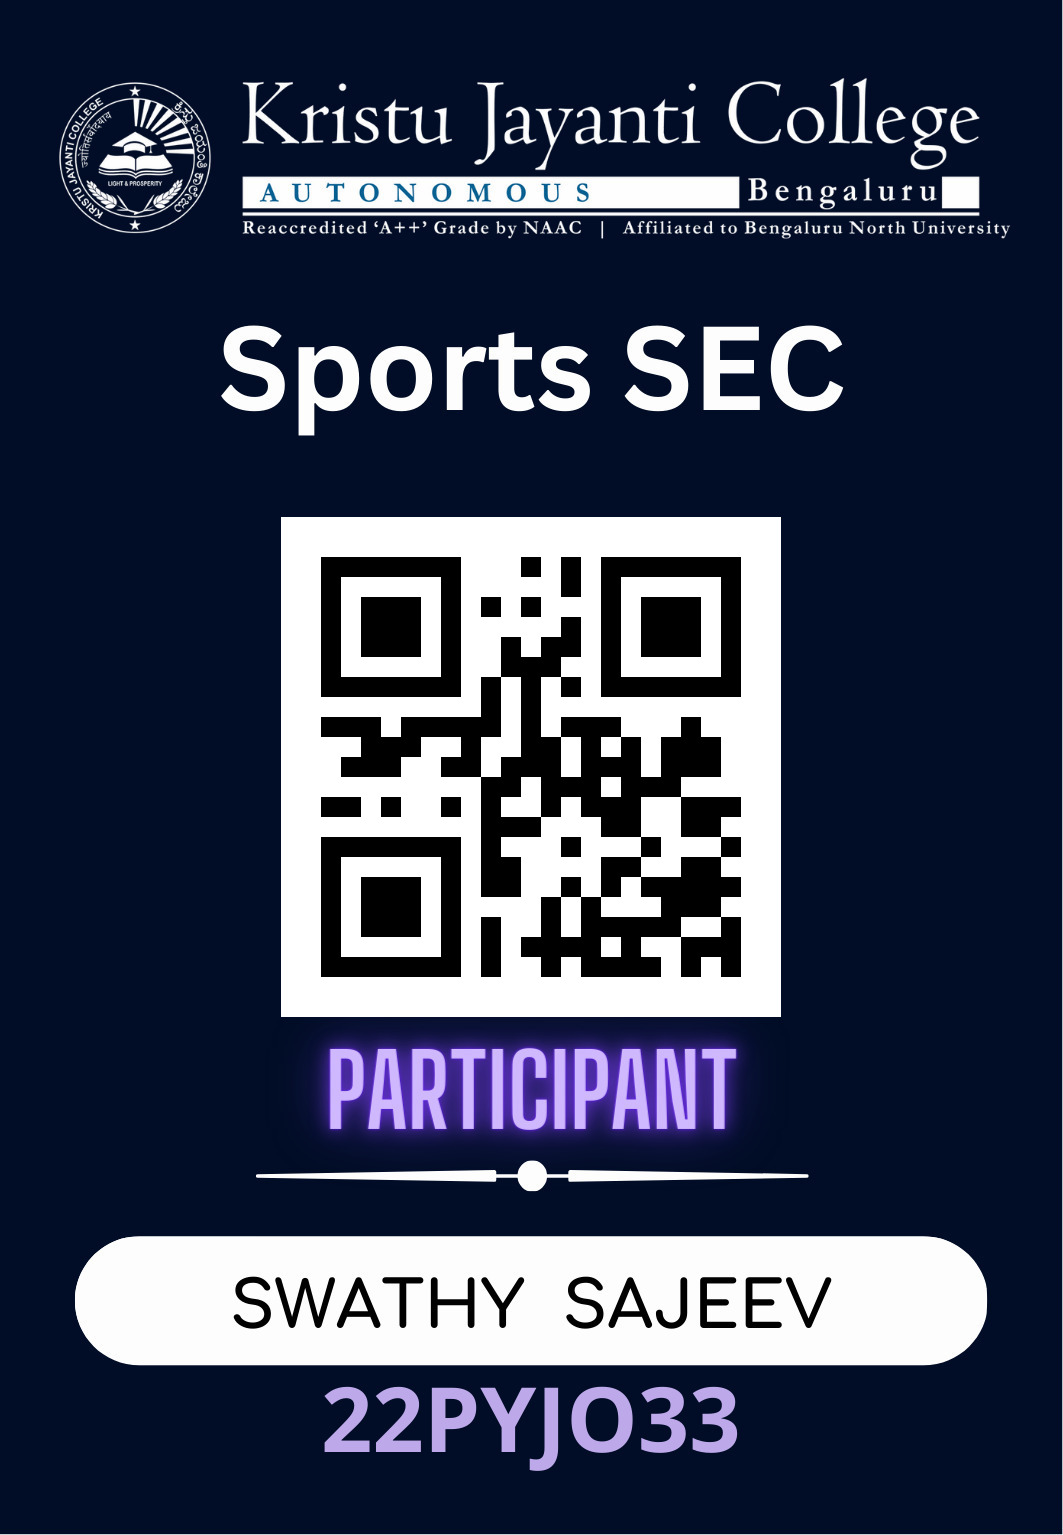 KRISTU JAYANTI COLLEGE
LIGHT & PROSPERITY
Kristu Jayanti College
AUTONOMOUS Bengaluru
Reaccredited ‘A++’ Grade by NAAC | Affiliated to Bengaluru North University
Sports SEC
PARTICIPANT
SWATHY SAJEEV
22PYJO33